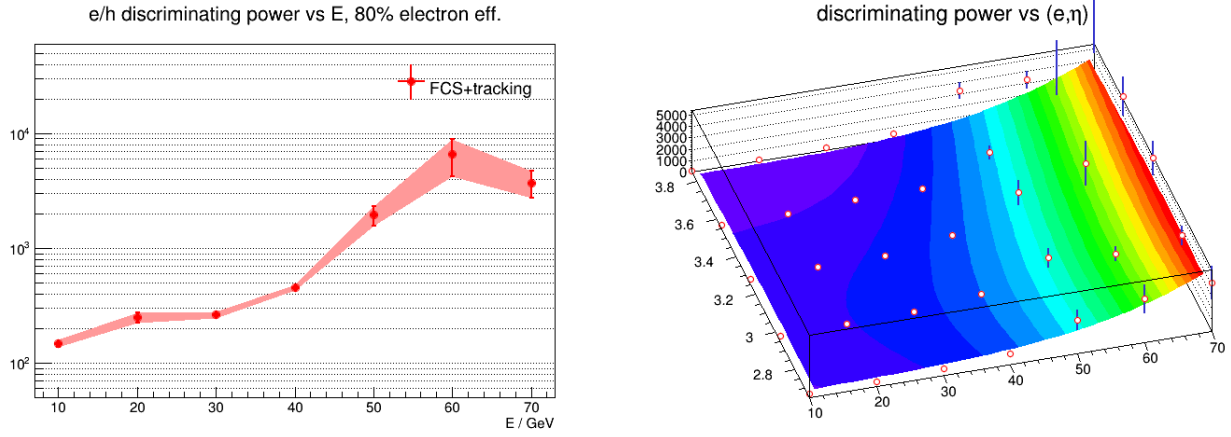 e/h discriminating power vs E, 80% electron eff.
FCS+tracking
10⁴
10³
10²
10 20 30 40 50 60 70
E / GeV
discriminating power vs (e,η)
5000
4000
3000
2000
1000
0
3.8
3.6
3.4
3.2
3
2.8
10 20 30 40 50 60 70